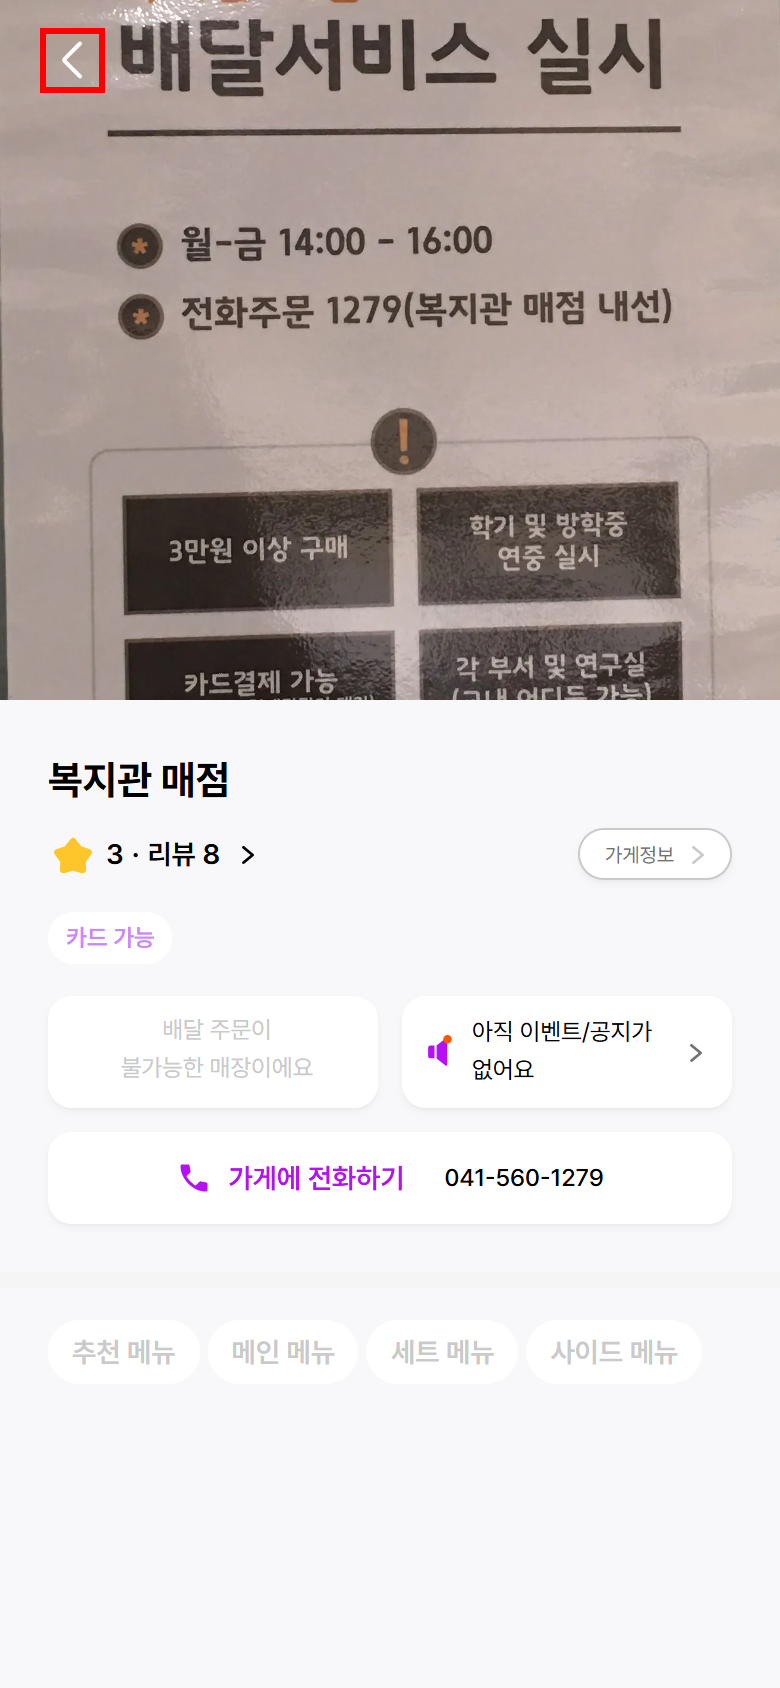 배달서비스 실시
월-금 14:00 - 16:00
전화주문 1279(복지관 매점 내선)
!
3만원 이상 구매
학기 및 방학중
연중 실시
카드결제 가능
각 부서 및 연구실
복지관 매점
3 · 리뷰 8
가게정보
카드 가능
배달 주문이
불가능한 매장이에요
아직 이벤트/공지가
없어요
가게에 전화하기 041-560-1279
추천 메뉴 메인 메뉴 세트 메뉴 사이드 메뉴